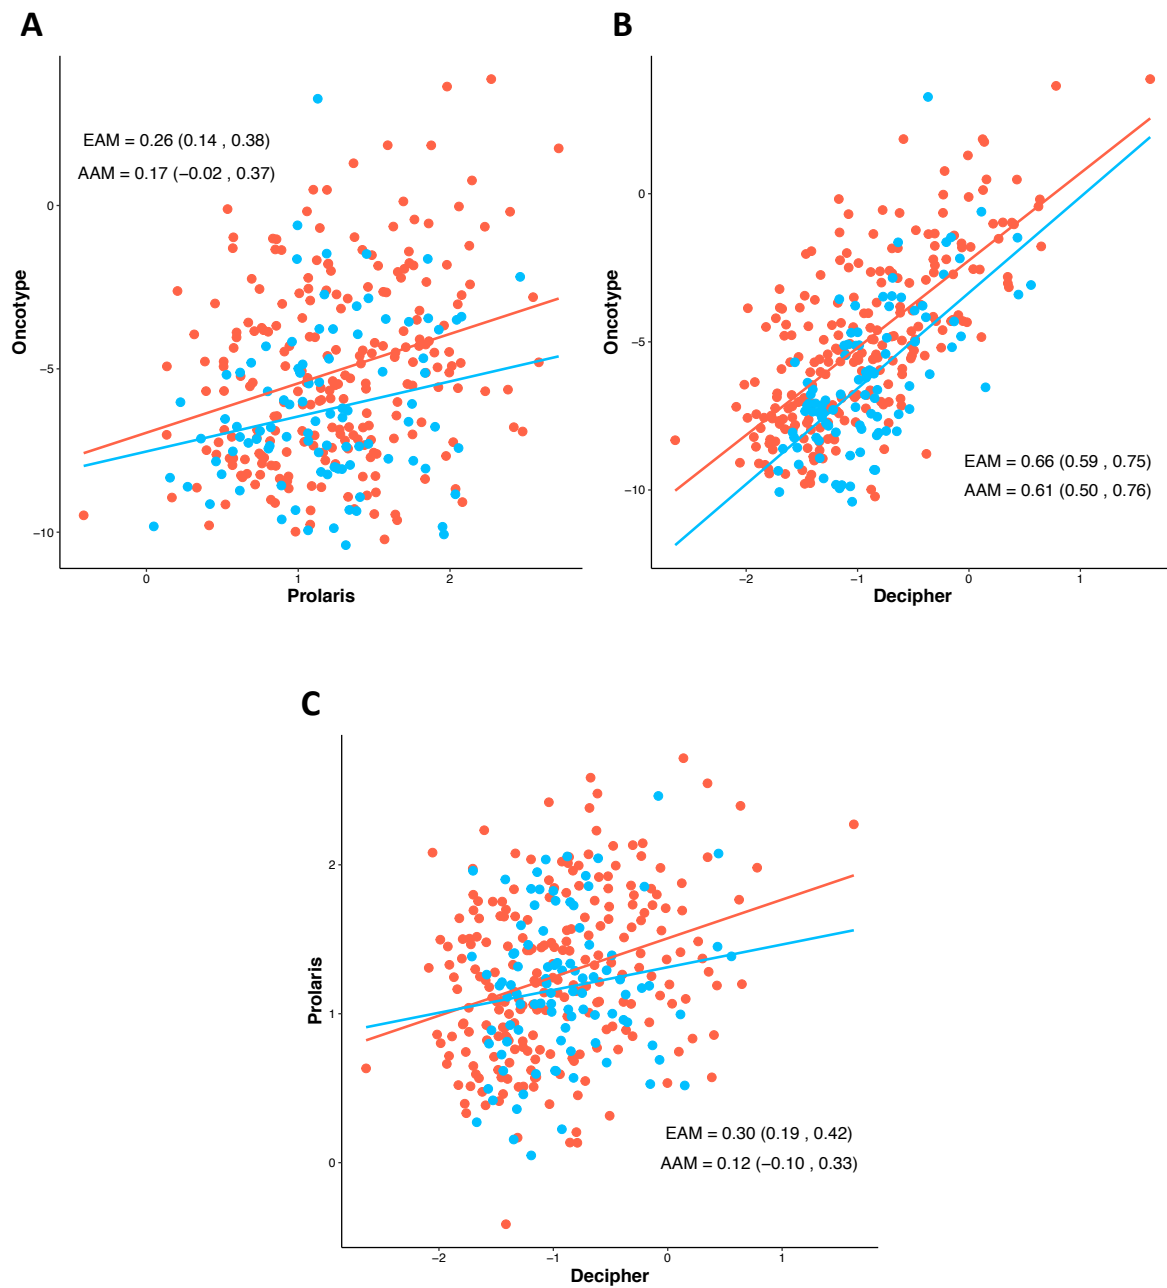 A
EAM = 0.26 (0.14 , 0.38)
AAM = 0.17 (−0.02 , 0.37)
0
−5
−10
Oncotype
0
1
2
Prolaris
B
0
−5
−10
Oncotype
EAM = 0.66 (0.59 , 0.75)
AAM = 0.61 (0.50 , 0.76)
−2
−1
0
1
Decipher
C
2
1
0
Prolaris
EAM = 0.30 (0.19 , 0.42)
AAM = 0.12 (−0.10 , 0.33)
−2
−1
0
1
Decipher